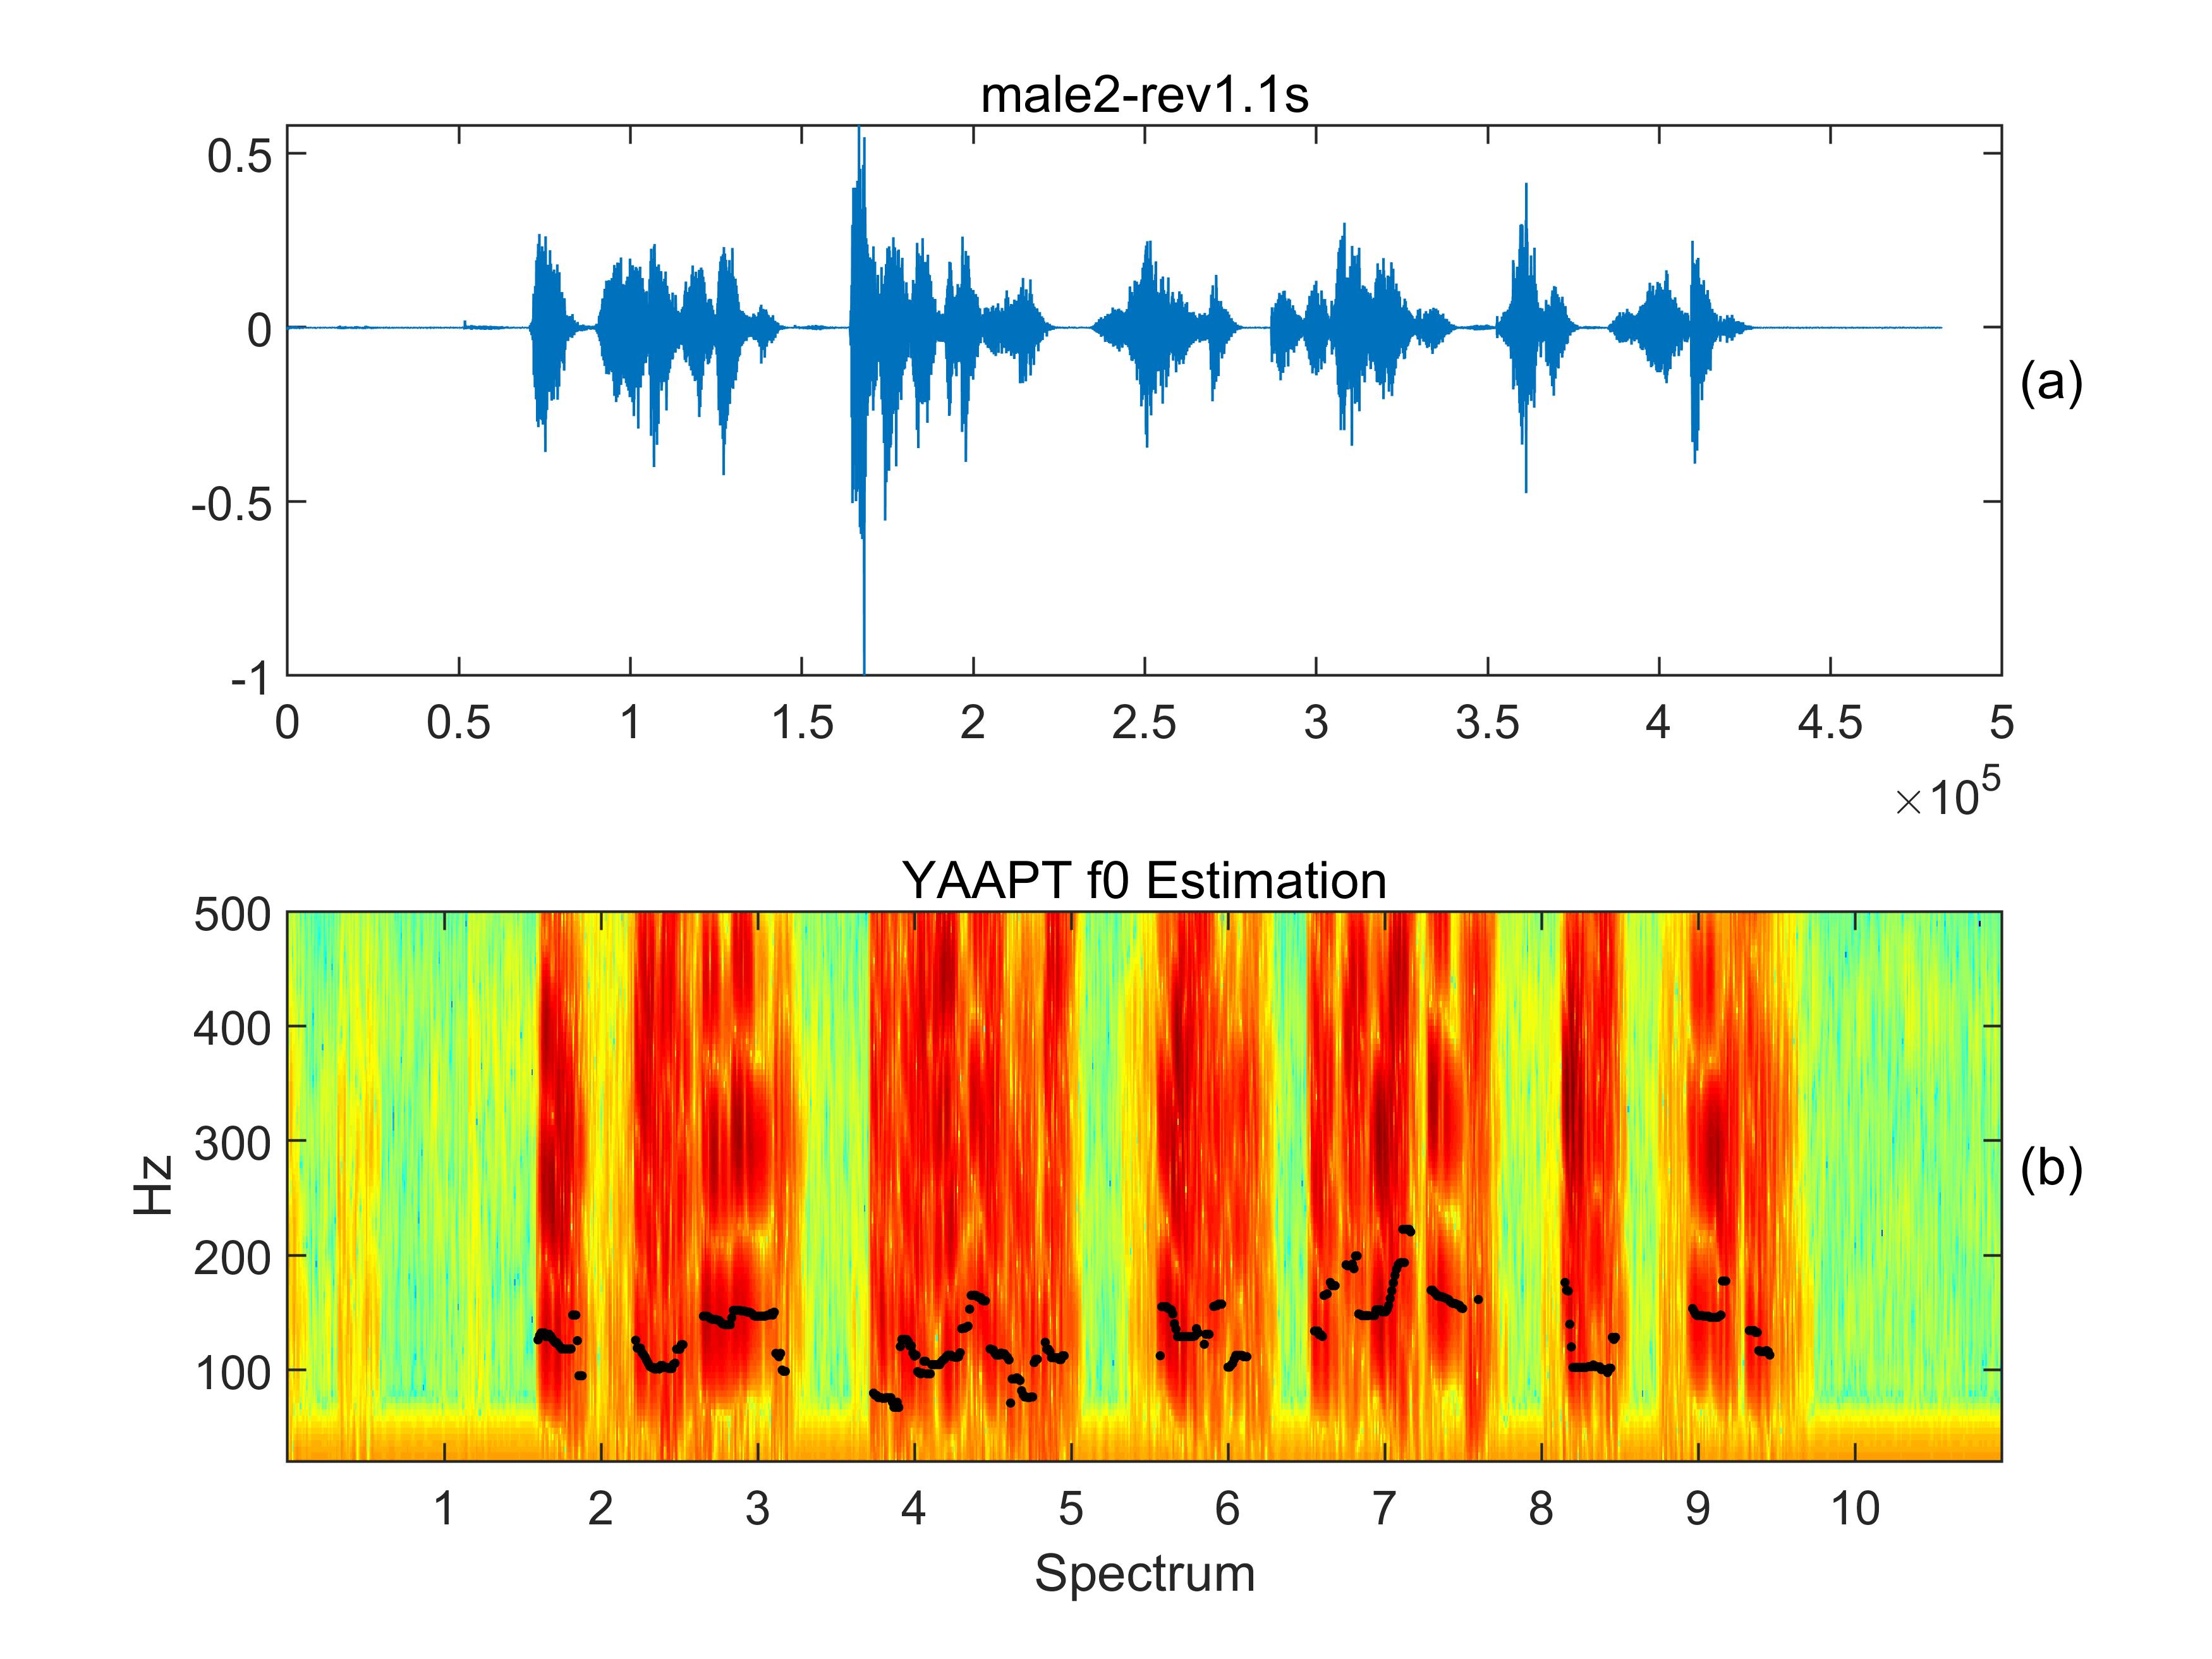 male2-rev1.1s
0.5
0
-0.5
-1
(a)
0 0.5 1 1.5 2 2.5 3 3.5 4 4.5 5
×10⁵
YAAPT f0 Estimation
500
400
300
200
100
Hz
(b)
1 2 3 4 5 6 7 8 9 10
Spectrum